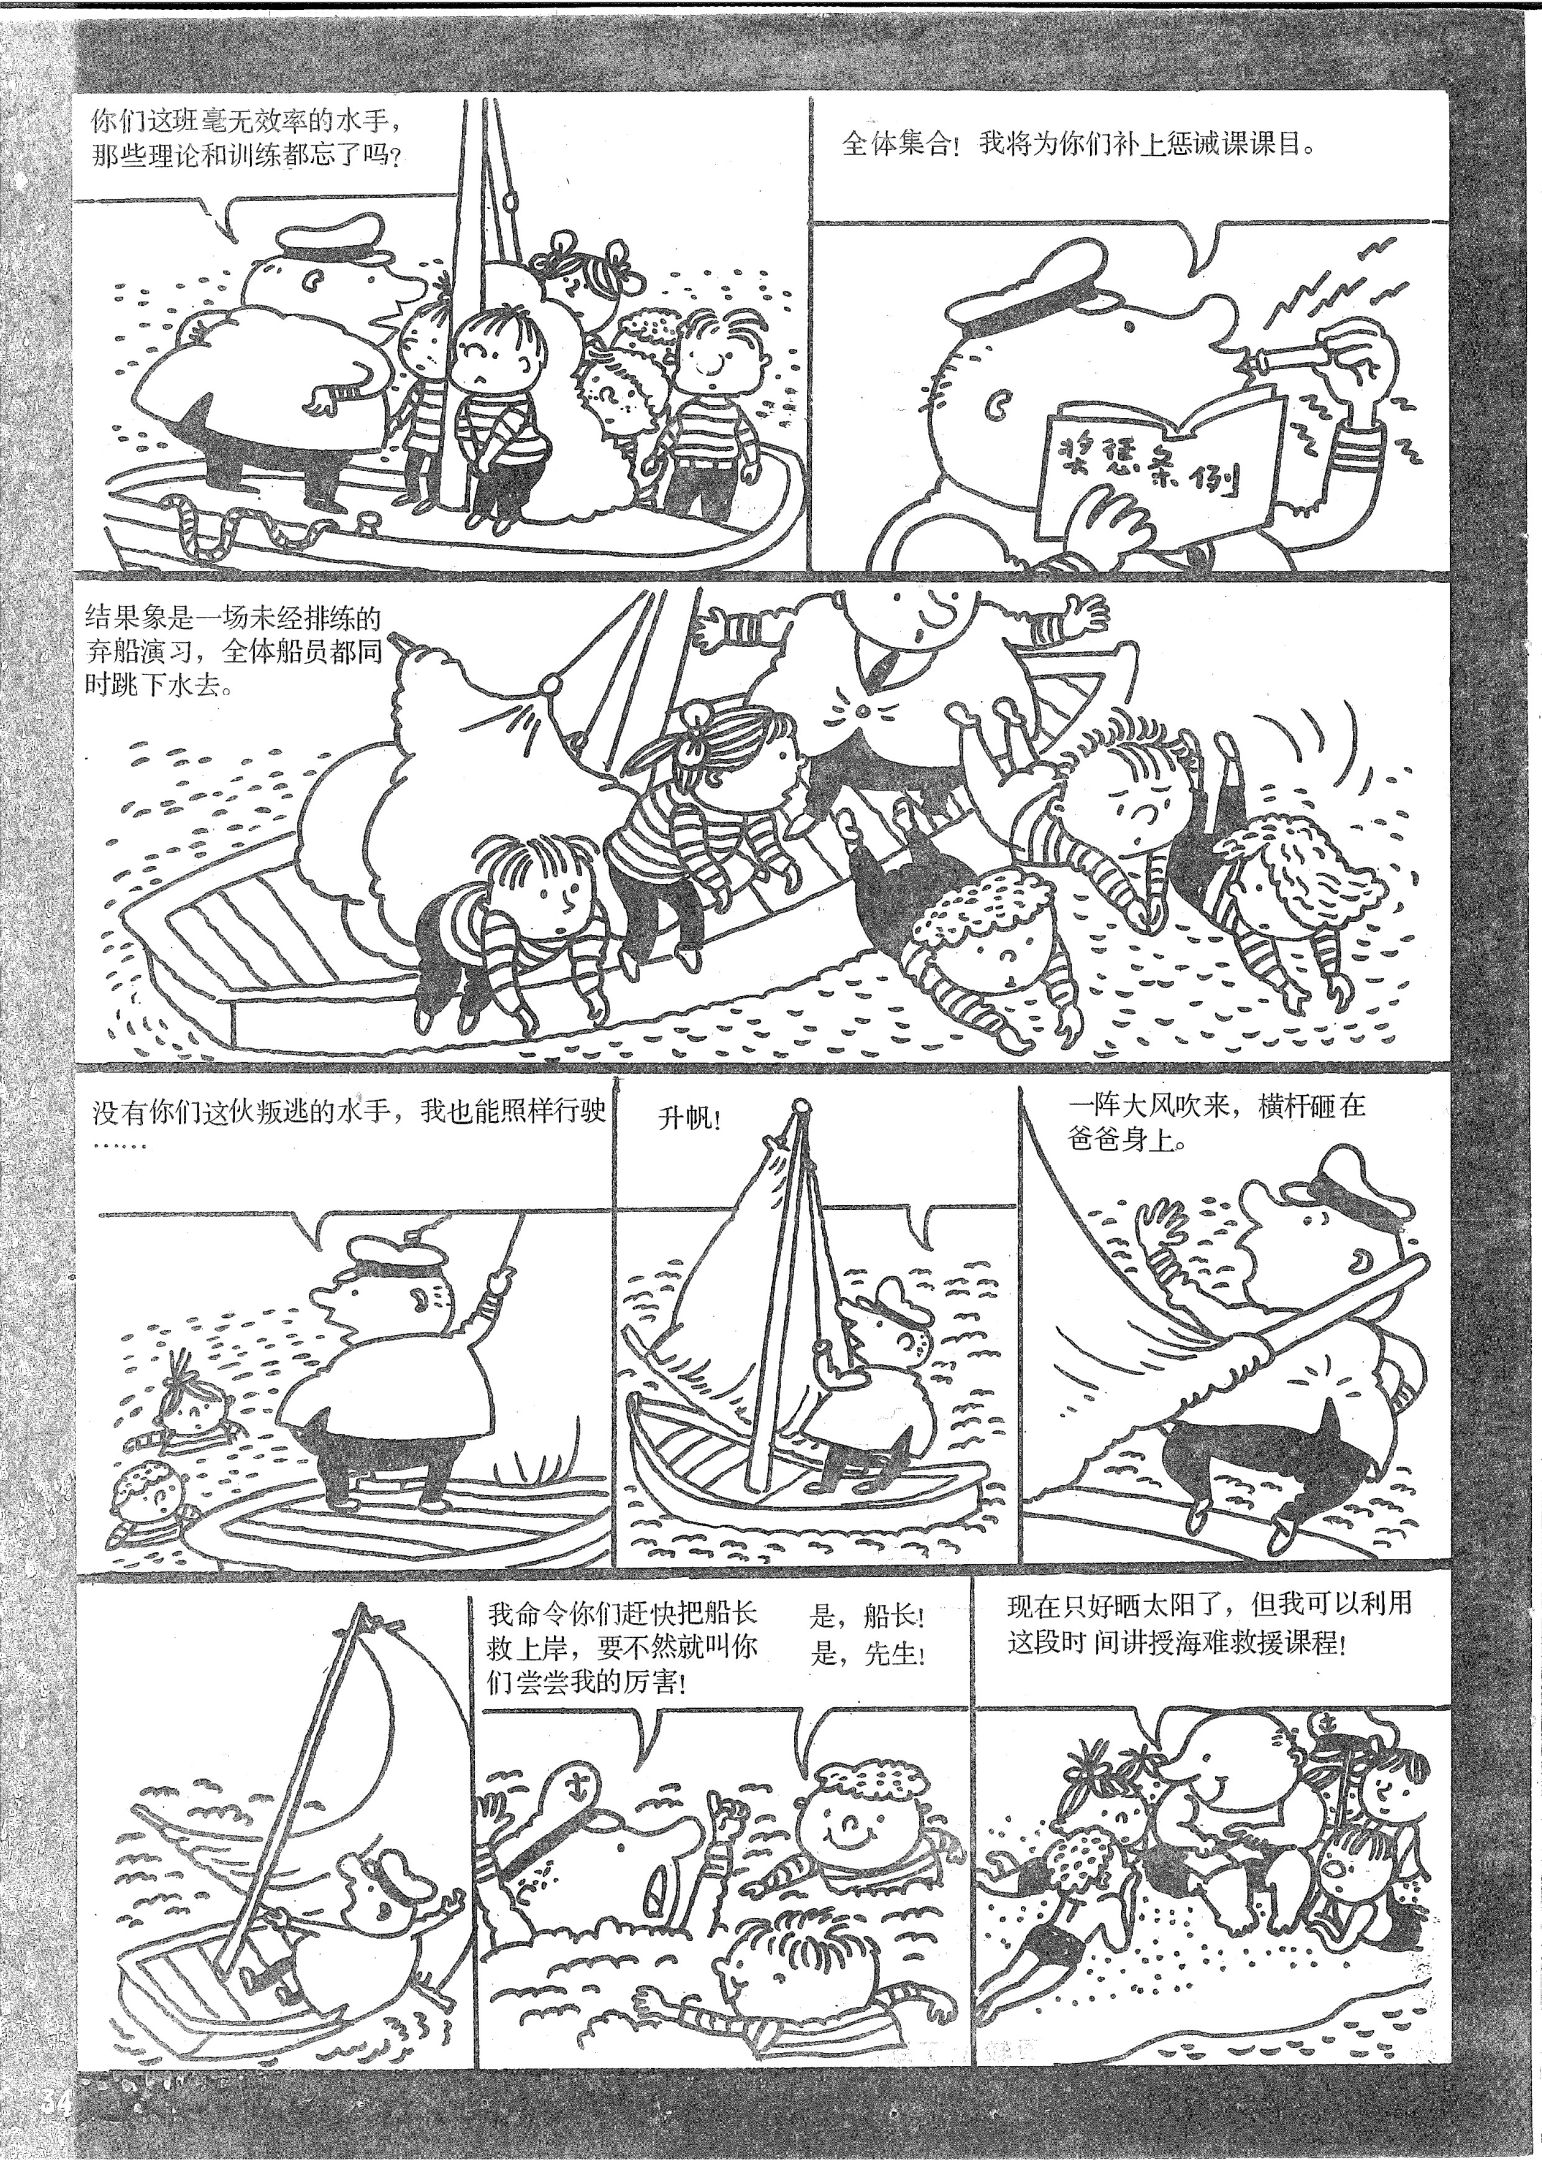 你们这班毫无效率的水手，
那些理论和训练都忘了吗？
全体集合！我将为你们补上惩诫课课目。
奖惩条例
结果象是一场未经排练的
弃船演习，全体船员都同
时跳下水去。
没有你们这伙叛逃的水手，我也能照样行驶
……
升帆！
一阵大风吹来，横杆砸在
爸爸身上。
我命令你们赶快把船长
救上岸，要不然就叫你
们尝尝我的厉害！
是，船长！
是，先生！
现在只好晒太阳了，但我可以利用
这段时间讲授海难救援课程！
34